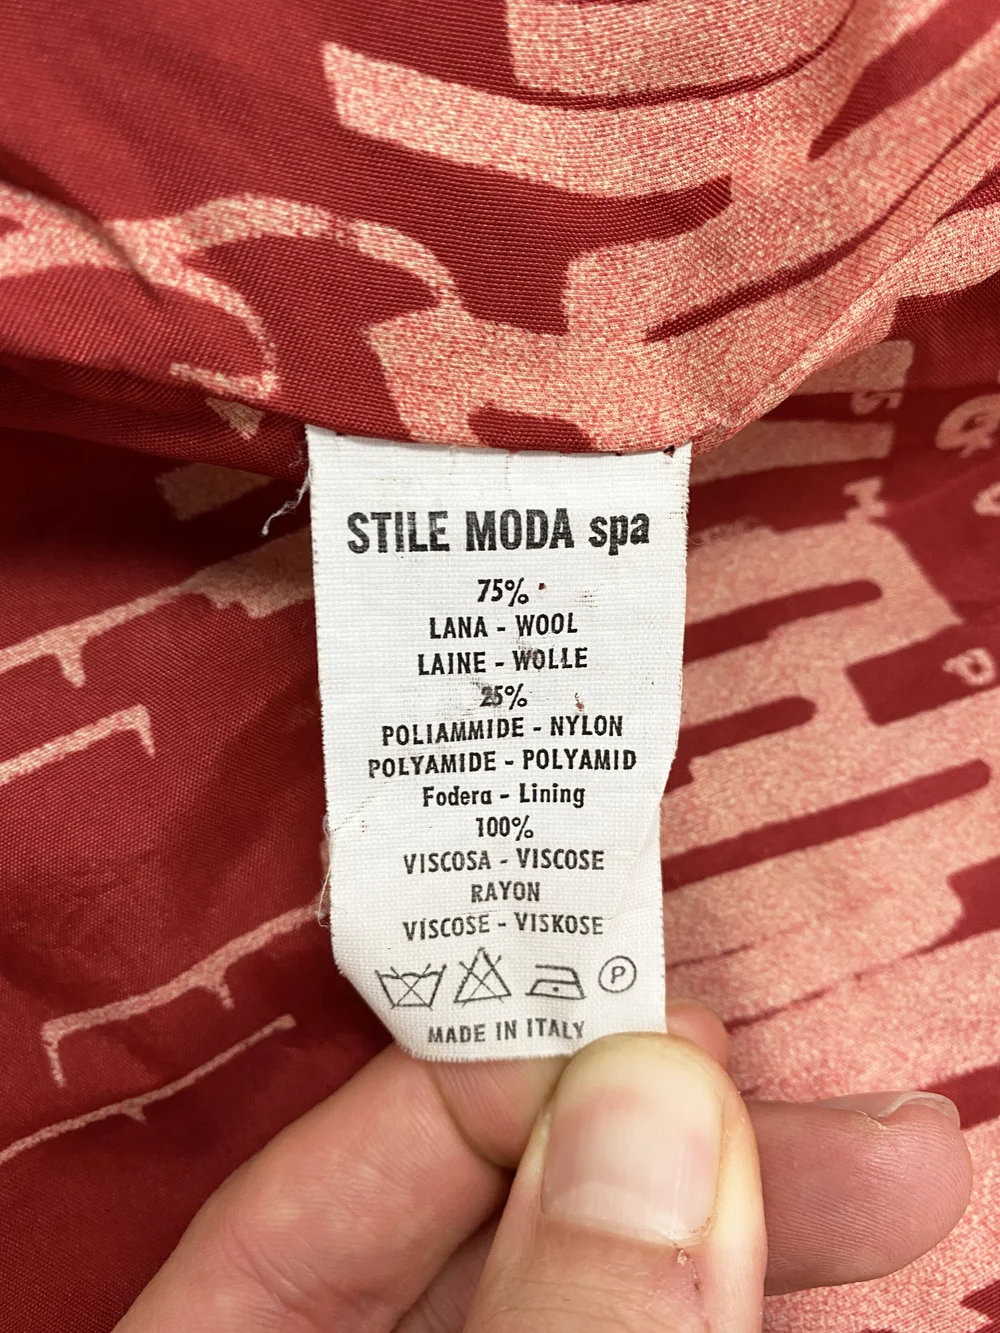 STILE MODA spa
75%
LANA - WOOL
LAINE - WOLLE
25%
POLIAMMIDE - NYLON
POLYAMIDE - POLYAMID
Fodera - Lining
100%
VISCOSA - VISCOSE
RAYON
VISCOSE - VISKOSE
P
MADE IN ITALY